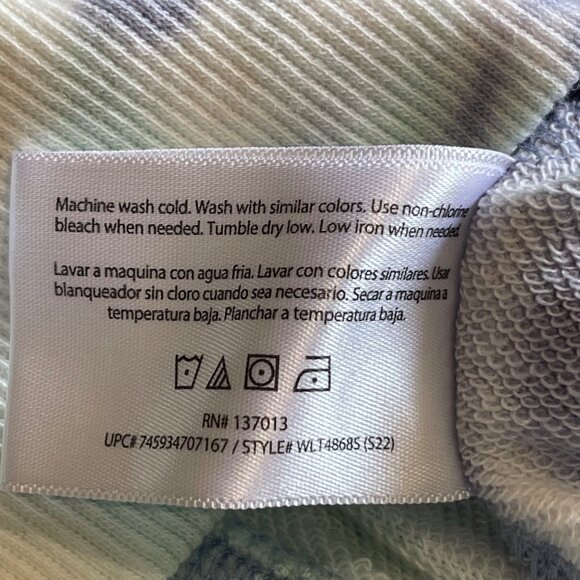 Machine wash cold. Wash with similar colors. Use non-chlorine
bleach when needed. Tumble dry low. Low iron when needed.
Lavar a maquina con agua fria. Lavar con colores similares. Usar
blanqueador sin cloro cuando sea necesario. Secar a maquina a
temperatura baja. Planchar a temperatura baja.
RN# 137013
UPC# 745934707167 / STYLE# WLT4868S (S22)